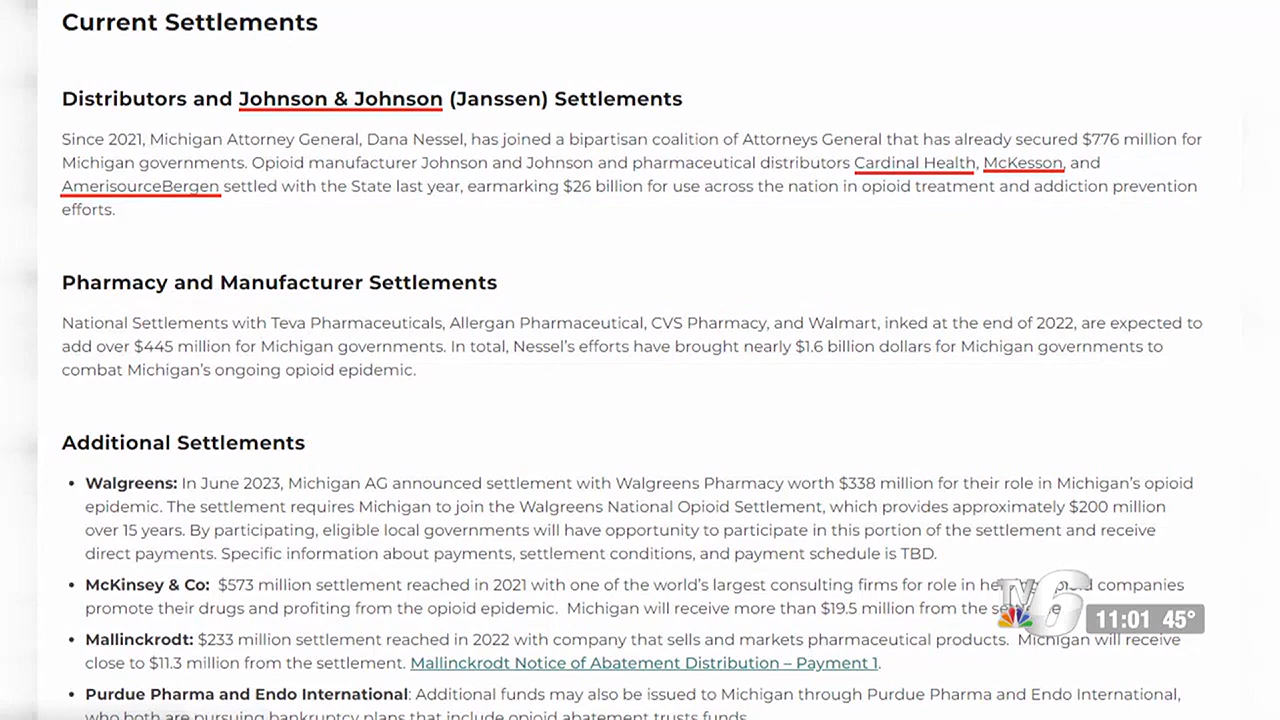 Current Settlements
Distributors and Johnson & Johnson (Janssen) Settlements
Since 2021, Michigan Attorney General, Dana Nessel, has joined a bipartisan coalition of Attorneys General that has already secured $776 million for
Michigan governments. Opioid manufacturer Johnson and Johnson and pharmaceutical distributors Cardinal Health, McKesson, and
AmerisourceBergen settled with the State last year, earmarking $26 billion for use across the nation in opioid treatment and addiction prevention
efforts.
Pharmacy and Manufacturer Settlements
National Settlements with Teva Pharmaceuticals, Allergan Pharmaceutical, CVS Pharmacy, and Walmart, inked at the end of 2022, are expected to
add over $445 million for Michigan governments. In total, Nessel's efforts have brought nearly $1.6 billion dollars for Michigan governments to
combat Michigan's ongoing opioid epidemic.
Additional Settlements
• Walgreens: In June 2023, Michigan AG announced settlement with Walgreens Pharmacy worth $338 million for their role in Michigan's opioid
epidemic. The settlement requires Michigan to join the Walgreens National Opioid Settlement, which provides approximately $200 million
over 15 years. By participating, eligible local governments will have opportunity to participate in this portion of the settlement and receive
direct payments. Specific information about payments, settlement conditions, and payment schedule is TBD.
• McKinsey & Co: $573 million settlement reached in 2021 with one of the world's largest consulting firms for role in companies
promote their drugs and profiting from the opioid epidemic. Michigan will receive more than $19.5 million from the
• Mallinckrodt: $233 million settlement reached in 2022 with company that sells and markets pharmaceutical products. Michigan will receive
close to $11.3 million from the settlement. Mallinckrodt Notice of Abatement Distribution – Payment 1.
• Purdue Pharma and Endo International: Additional funds may also be issued to Michigan through Purdue Pharma and Endo International,
who both are pursuing bankruptcy plans that include opioid abatement trusts funds.
TV6
11:01 45°